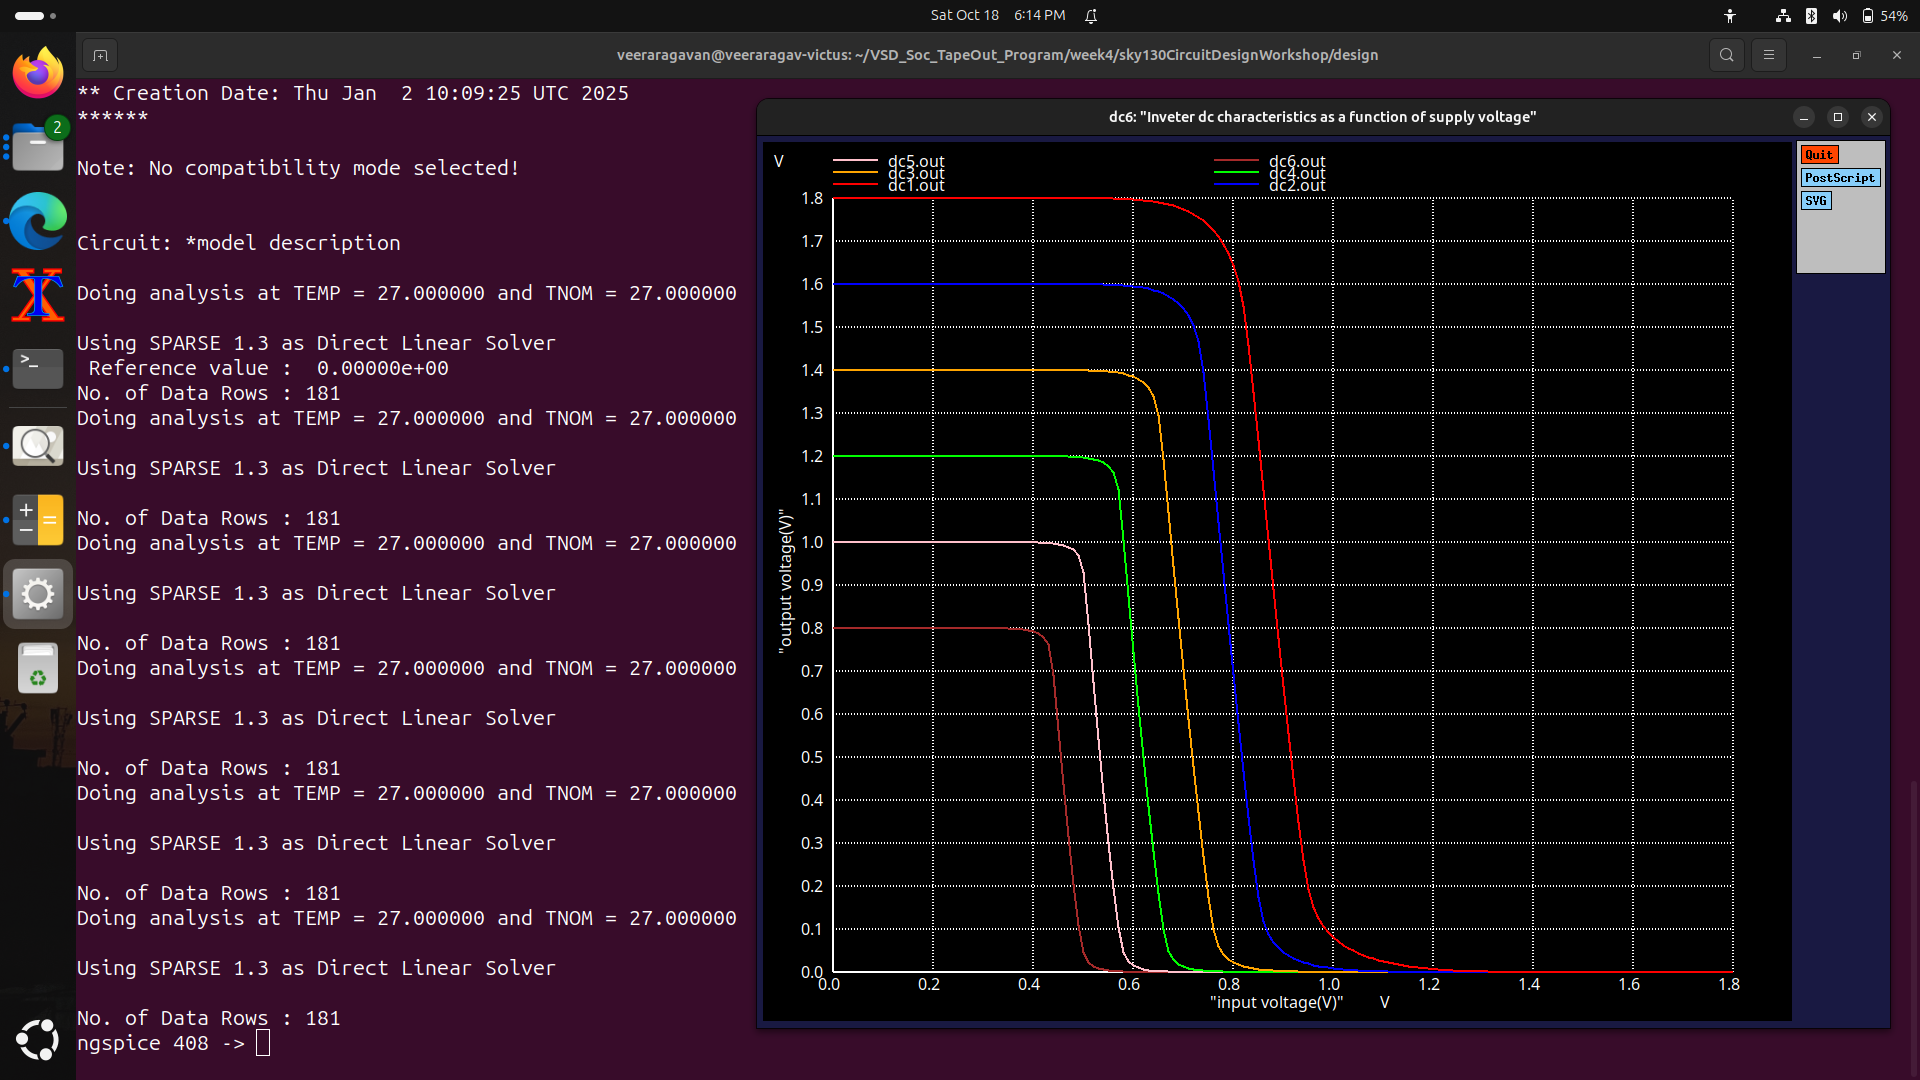 Sat Oct 18 6:14 PM
54%
veeraragavan@veeraragav-victus: ~/VSD_Soc_TapeOut_Program/week4/sky130CircuitDesignWorkshop/design
2
** Creation Date: Thu Jan  2 10:09:25 UTC 2025
******
Note: No compatibility mode selected!
Circuit: *model description
Doing analysis at TEMP = 27.000000 and TNOM = 27.000000
Using SPARSE 1.3 as Direct Linear Solver
Reference value :  0.00000e+00
No. of Data Rows : 181
Doing analysis at TEMP = 27.000000 and TNOM = 27.000000
Using SPARSE 1.3 as Direct Linear Solver
No. of Data Rows : 181
Doing analysis at TEMP = 27.000000 and TNOM = 27.000000
Using SPARSE 1.3 as Direct Linear Solver
No. of Data Rows : 181
Doing analysis at TEMP = 27.000000 and TNOM = 27.000000
Using SPARSE 1.3 as Direct Linear Solver
No. of Data Rows : 181
Doing analysis at TEMP = 27.000000 and TNOM = 27.000000
Using SPARSE 1.3 as Direct Linear Solver
No. of Data Rows : 181
Doing analysis at TEMP = 27.000000 and TNOM = 27.000000
Using SPARSE 1.3 as Direct Linear Solver
No. of Data Rows : 181
ngspice 408 ->
dc6: "Inveter dc characteristics as a function of supply voltage"
Quit
PostScript
SVG
V
dc5.out dc6.out
dc3.out dc4.out
dc1.out dc2.out
1.8
1.7
1.6
1.5
1.4
1.3
1.2
1.1
1.0
0.9
0.8
0.7
0.6
0.5
0.4
0.3
0.2
0.1
0.0
"output voltage(V)"
0.0 0.2 0.4 0.6 0.8 1.0 1.2 1.4 1.6 1.8
"input voltage(V)" V